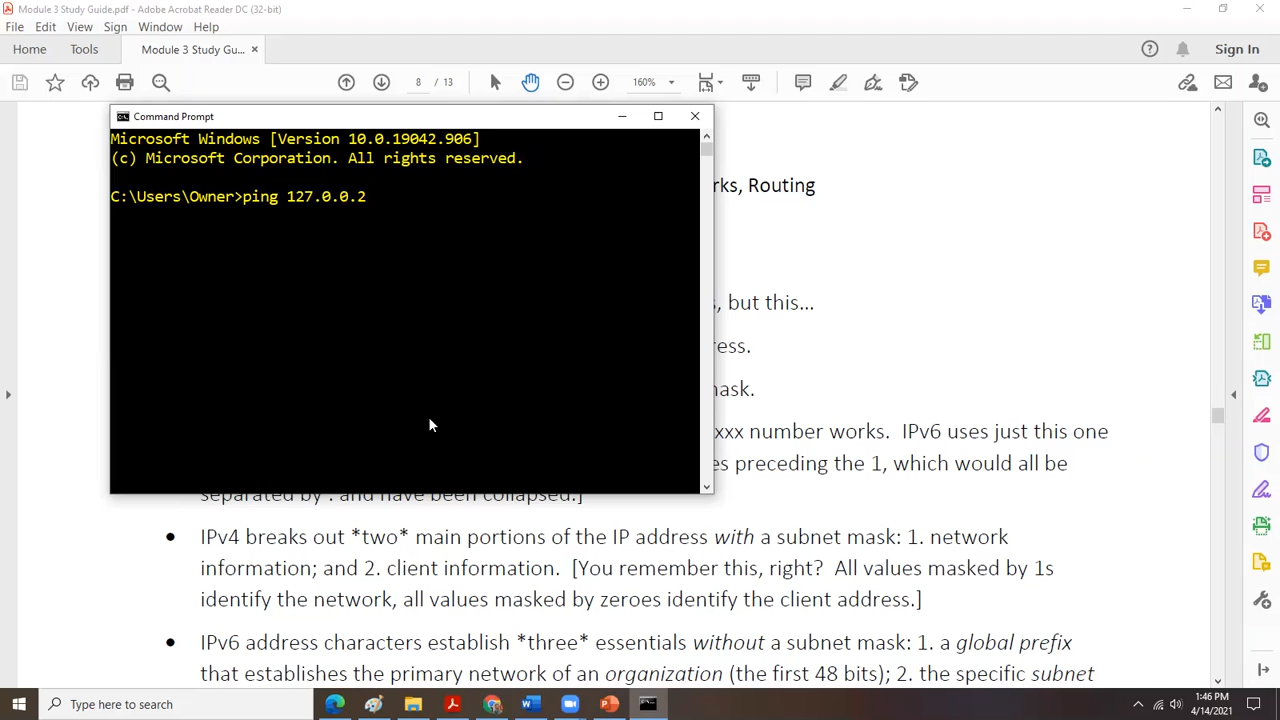 Module 3 Study Guide.pdf - Adobe Acrobat Reader DC (32-bit)
File Edit View Sign Window Help
Home Tools Module 3 Study Gu... × Sign In
8 / 13 160%
Command Prompt
Microsoft Windows [Version 10.0.19042.906]
(c) Microsoft Corporation. All rights reserved.
C:\Users\Owner>ping 127.0.0.2
rks, Routing
, but this...
ress.
mask.
xxx number works. IPv6 uses just this one
es preceding the 1, which would all be
separated by : and have been collapsed.]
• IPv4 breaks out *two* main portions of the IP address with a subnet mask: 1. network
information; and 2. client information. [You remember this, right? All values masked by 1s
identify the network, all values masked by zeroes identify the client address.]
• IPv6 address characters establish *three* essentials without a subnet mask: 1. a global prefix
that establishes the primary network of an organization (the first 48 bits); 2. the specific subnet
Type here to search
1:46 PM
4/14/2021